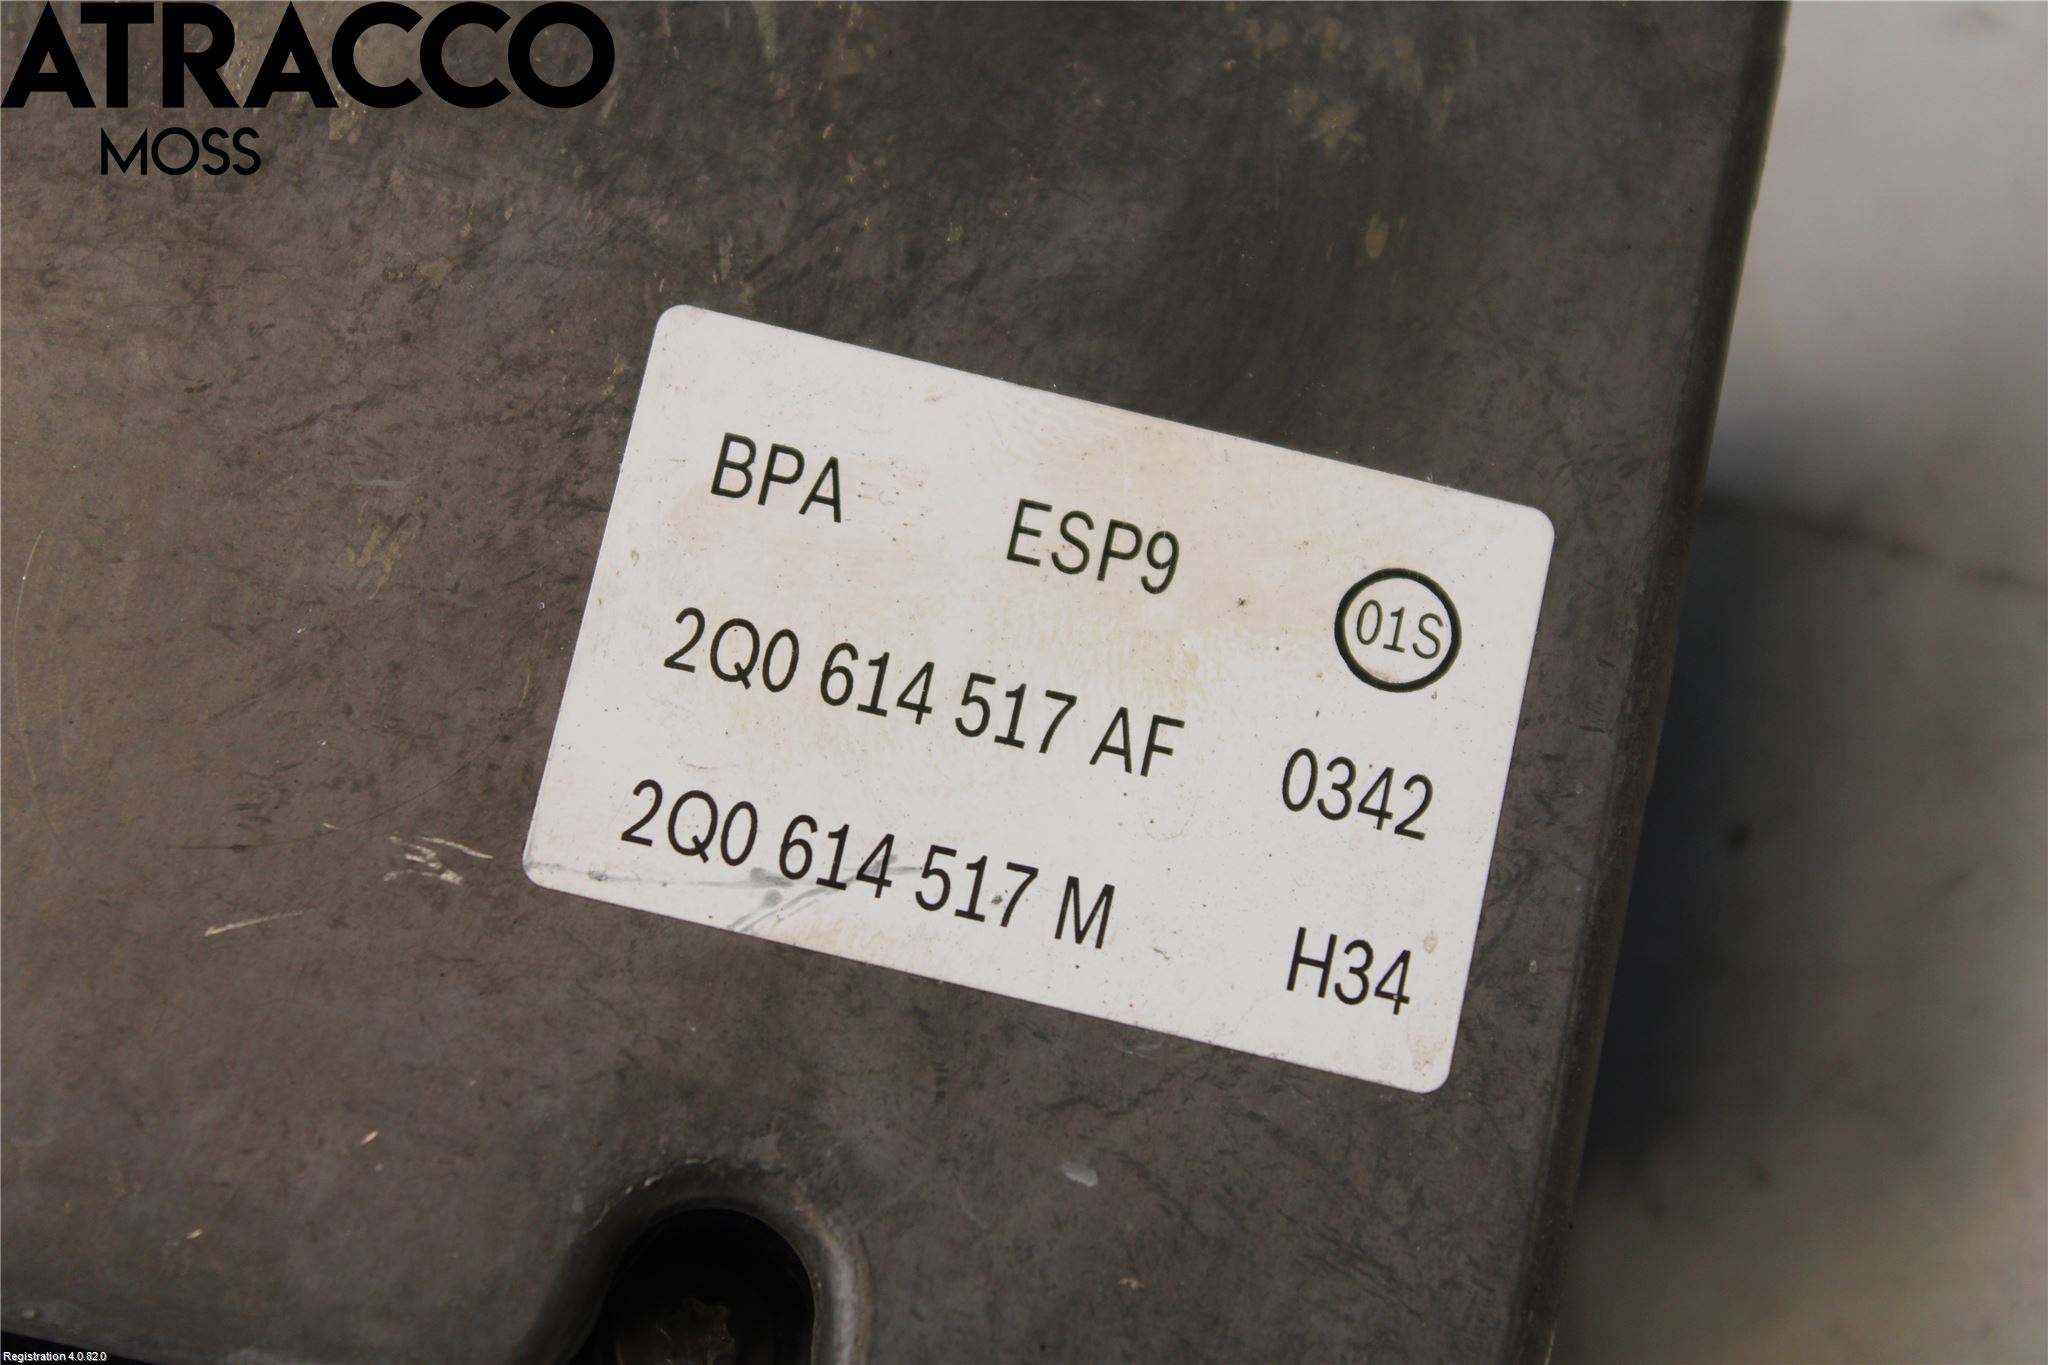 ATRACCO
MOSS
BPA ESP9 01S
2Q0 614 517 AF 0342
2Q0 614 517 M H34
Registration 4.0.82.0